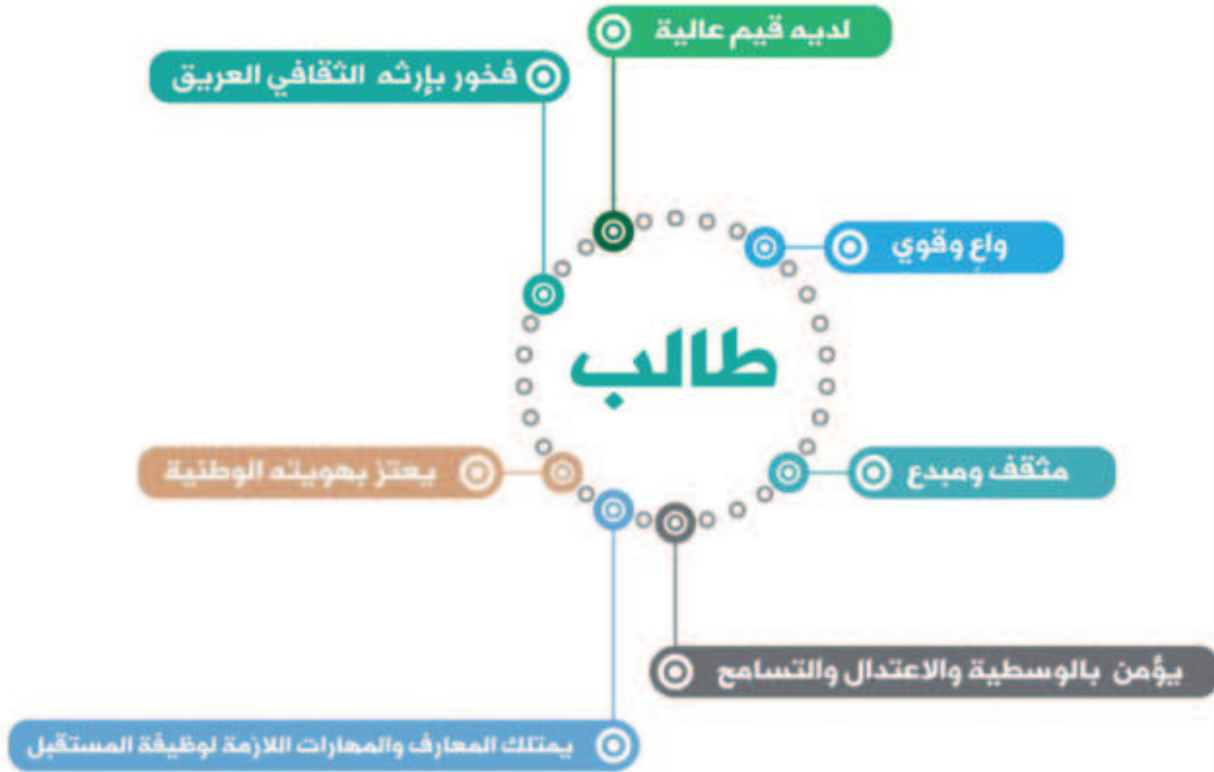 لديه قيم عالية
فخور بإرثه الثقافي العريق
واعٍ وقوي
طالب
يعتز بهويته الوطنية
مثقف ومبدع
يؤمن بالوسطية والاعتدال والتسامح
يمتلك المعارف والمهارات اللازمة لوظيفة المستقبل